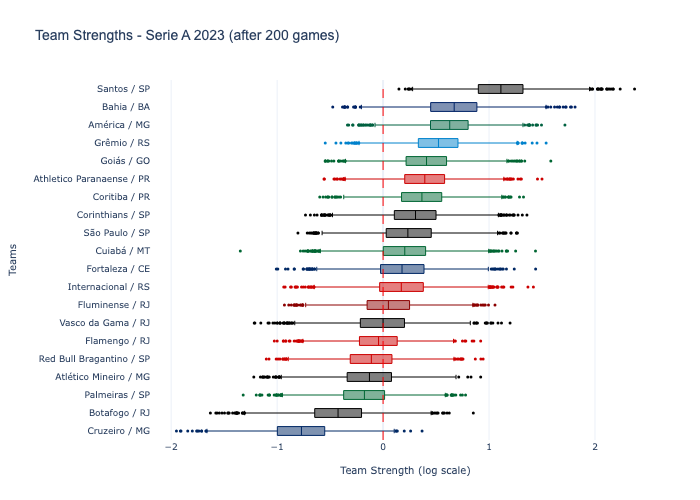 Team Strengths - Serie A 2023 (after 200 games)
Santos / SP
Bahia / BA
América / MG
Grêmio / RS
Goiás / GO
Athletico Paranaense / PR
Coritiba / PR
Corinthians / SP
São Paulo / SP
Cuiabá / MT
Fortaleza / CE
Internacional / RS
Fluminense / RJ
Vasco da Gama / RJ
Flamengo / RJ
Red Bull Bragantino / SP
Atlético Mineiro / MG
Palmeiras / SP
Botafogo / RJ
Cruzeiro / MG
Teams
−2 −1 0 1 2
Team Strength (log scale)